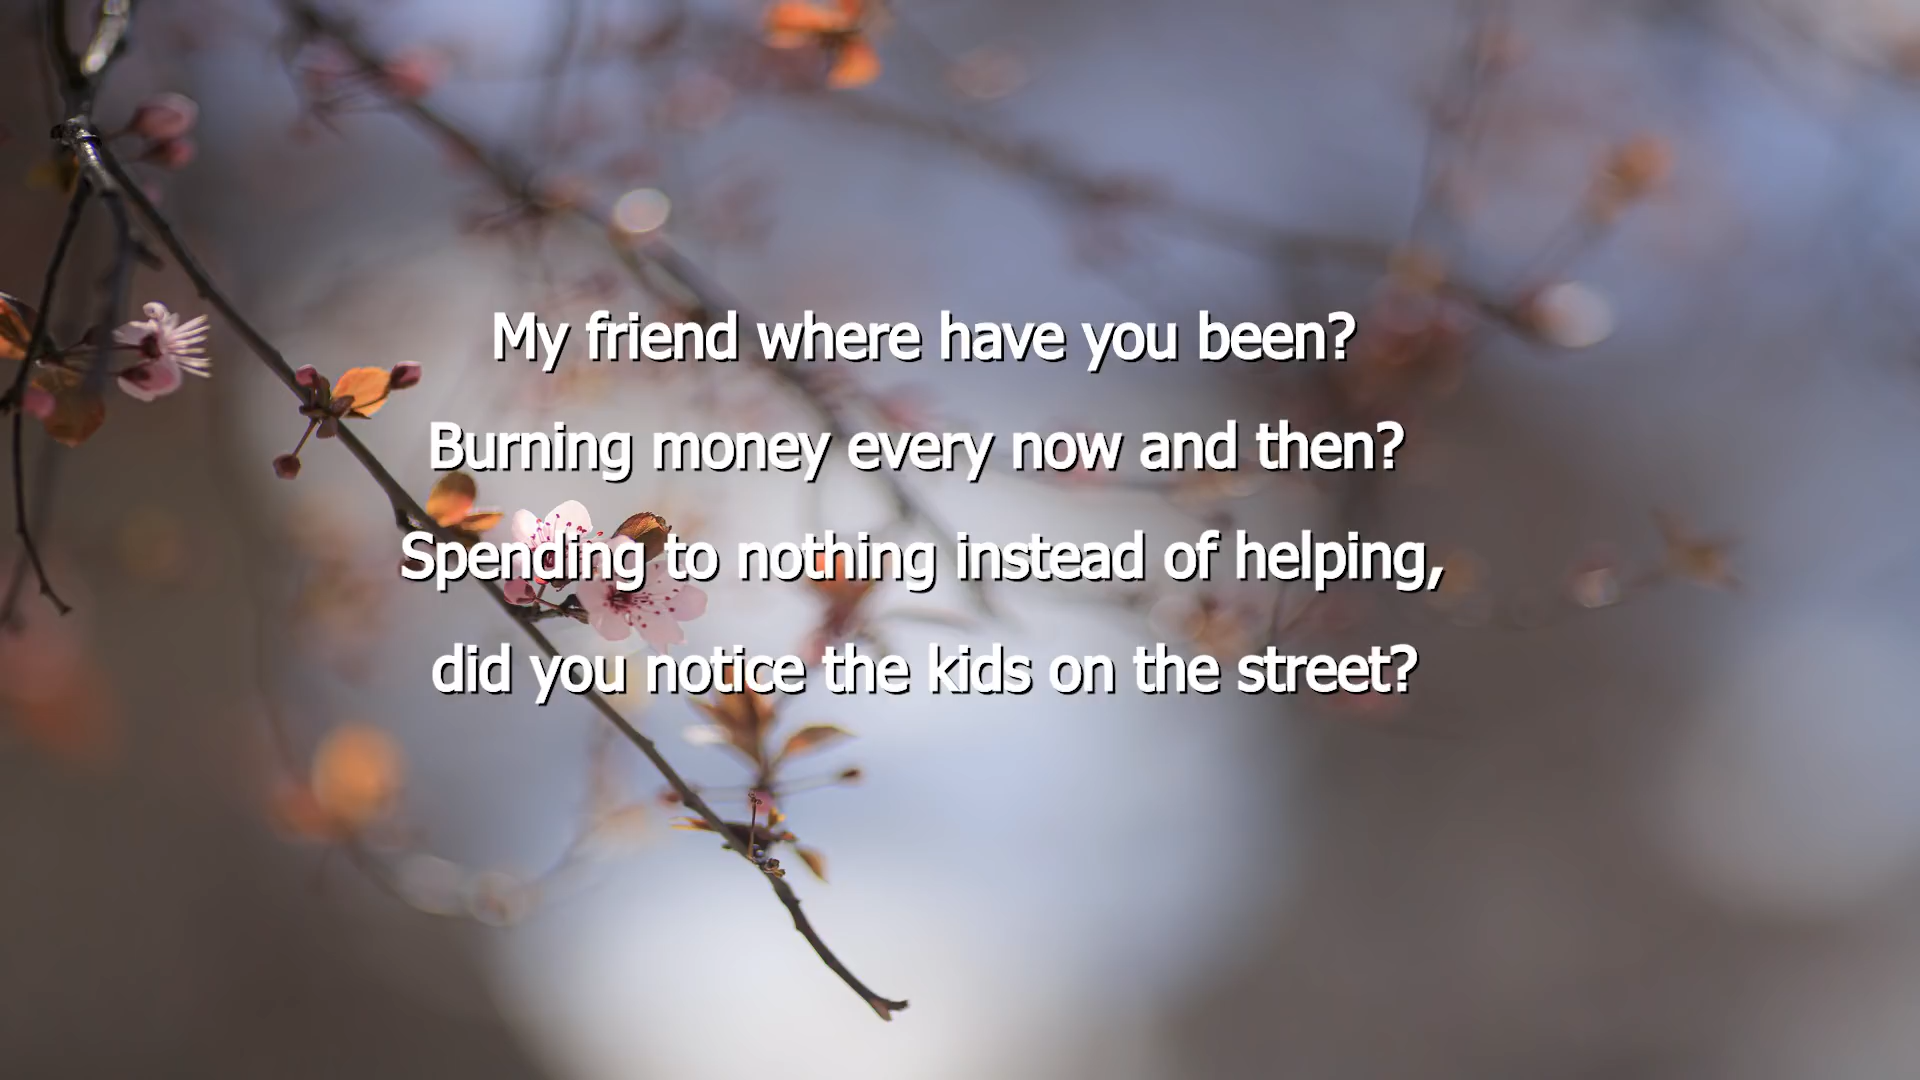 My friend where have you been?
Burning money every now and then?
Spending to nothing instead of helping,
did you notice the kids on the street?